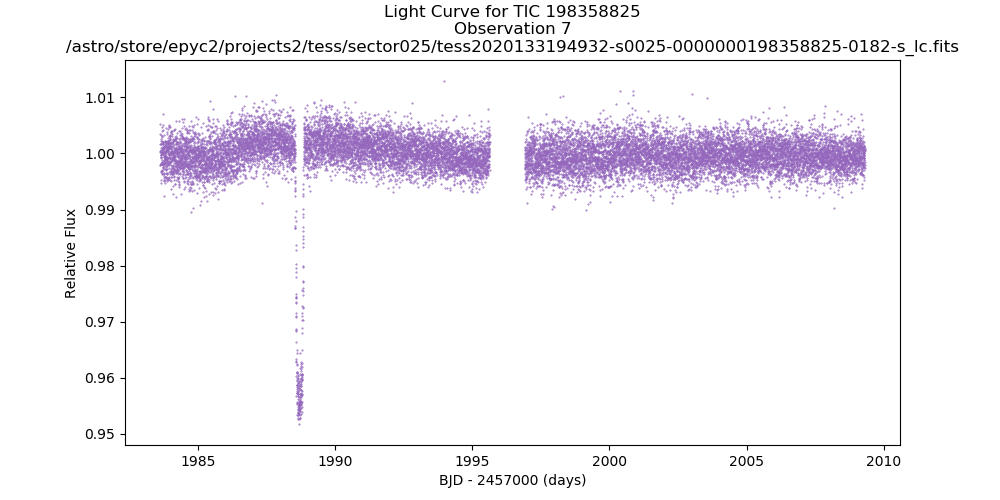 Light Curve for TIC 198358825
Observation 7
/astro/store/epyc2/projects2/tess/sector025/tess2020133194932-s0025-0000000198358825-0182-s_lc.fits
1.01
1.00
0.99
0.98
0.97
0.96
0.95
Relative Flux
1985
1990
1995
2000
2005
2010
BJD - 2457000 (days)